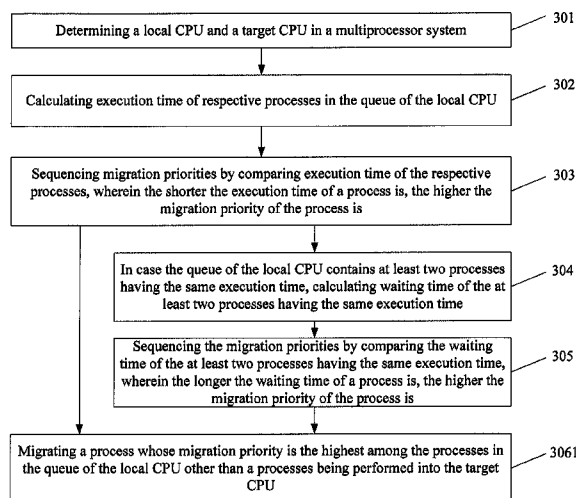 Determining a local CPU and a target CPU in a multiprocessor system
301
Calculating execution time of respective processes in the queue of the local CPU
302
Sequencing migration priorities by comparing execution time of the respective
processes, wherein the shorter the execution time of a process is, the higher the
migration priority of the process is
303
In case the queue of the local CPU contains at least two processes
having the same execution time, calculating waiting time of the at
least two processes having the same execution time
304
Sequencing the migration priorities by comparing the waiting
time of the at least two processes having the same execution time,
wherein the longer the waiting time of a process is, the higher the
migration priority of the process is
305
Migrating a process whose migration priority is the highest among the processes in
the queue of the local CPU other than a processes being performed into the target
CPU
3061